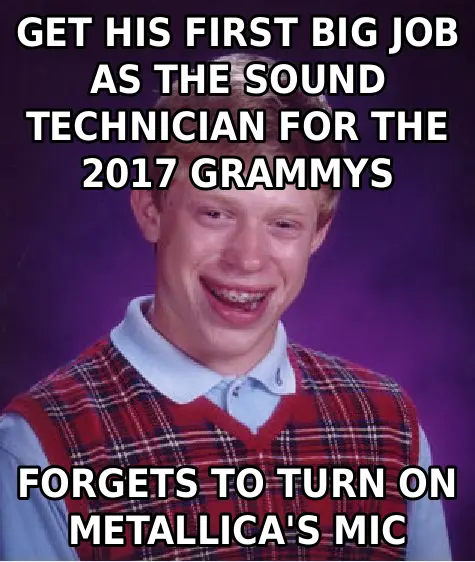 GET HIS FIRST BIG JOB
AS THE SOUND
TECHNICIAN FOR THE
2017 GRAMMYS
FORGETS TO TURN ON
METALLICA'S MIC